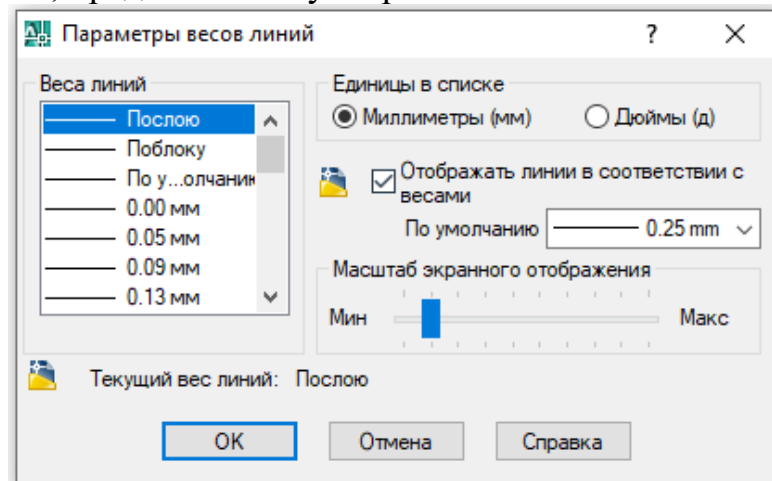 Параметры весов линий ? ×
Веса линий
Послою
Поблоку
По у...олчанию
0.00 мм
0.05 мм
0.09 мм
0.13 мм
Единицы в списке
Миллиметры (мм) Дюймы (д)
Отображать линии в соответствии с
весами
По умолчанию 0.25 mm
Масштаб экранного отображения
Мин Макс
Текущий вес линий: Послою
OK Отмена Справка